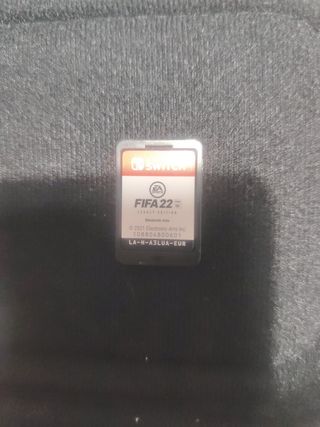 SWITCH
EA
FIFA 22
LEGACY EDITION
© 2021 Electronic Arts Inc.
LA-H-A3LUA-EUR